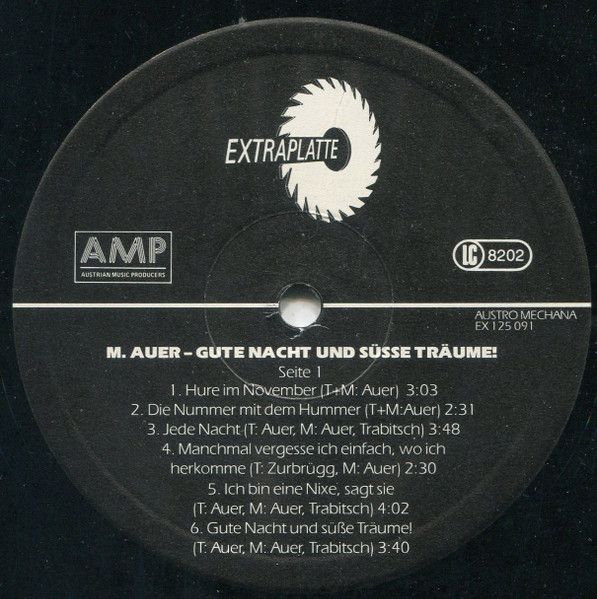 EXTRAPLATTE
AMP
AUSTRIAN MUSIC PRODUCERS
LC 8202
AUSTRO MECHANA
EX 125 091
M. AUER – GUTE NACHT UND SÜSSE TRÄUME!
Seite 1
1. Hure im November (T+M: Auer) 3:03
2. Die Nummer mit dem Hummer (T+M:Auer) 2:31
3. Jede Nacht (T: Auer, M: Auer, Trabitsch) 3:48
4. Manchmal vergesse ich einfach, wo ich
herkomme (T: Zurbrügg, M: Auer) 2:30
5. Ich bin eine Nixe, sagt sie
(T: Auer, M: Auer, Trabitsch) 4:02
6. Gute Nacht und süße Träume!
(T: Auer, M: Auer, Trabitsch) 3:40